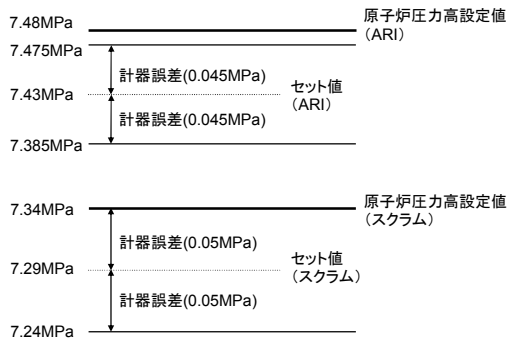 7.48MPa
原子炉圧力高設定値
（ARI）
7.475MPa
計器誤差(0.045MPa)
7.43MPa
セット値
（ARI）
計器誤差(0.045MPa)
7.385MPa
7.34MPa
原子炉圧力高設定値
（スクラム）
計器誤差(0.05MPa)
7.29MPa
セット値
（スクラム）
計器誤差(0.05MPa)
7.24MPa